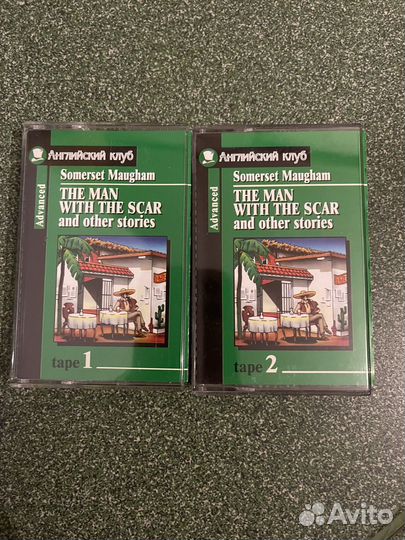 Английский клуб
Somerset Maugham
THE MAN
WITH THE SCAR
and other stories
Advanced
tape 1
Английский клуб
Somerset Maugham
THE MAN
WITH THE SCAR
and other stories
Advanced
tape 2
Avito